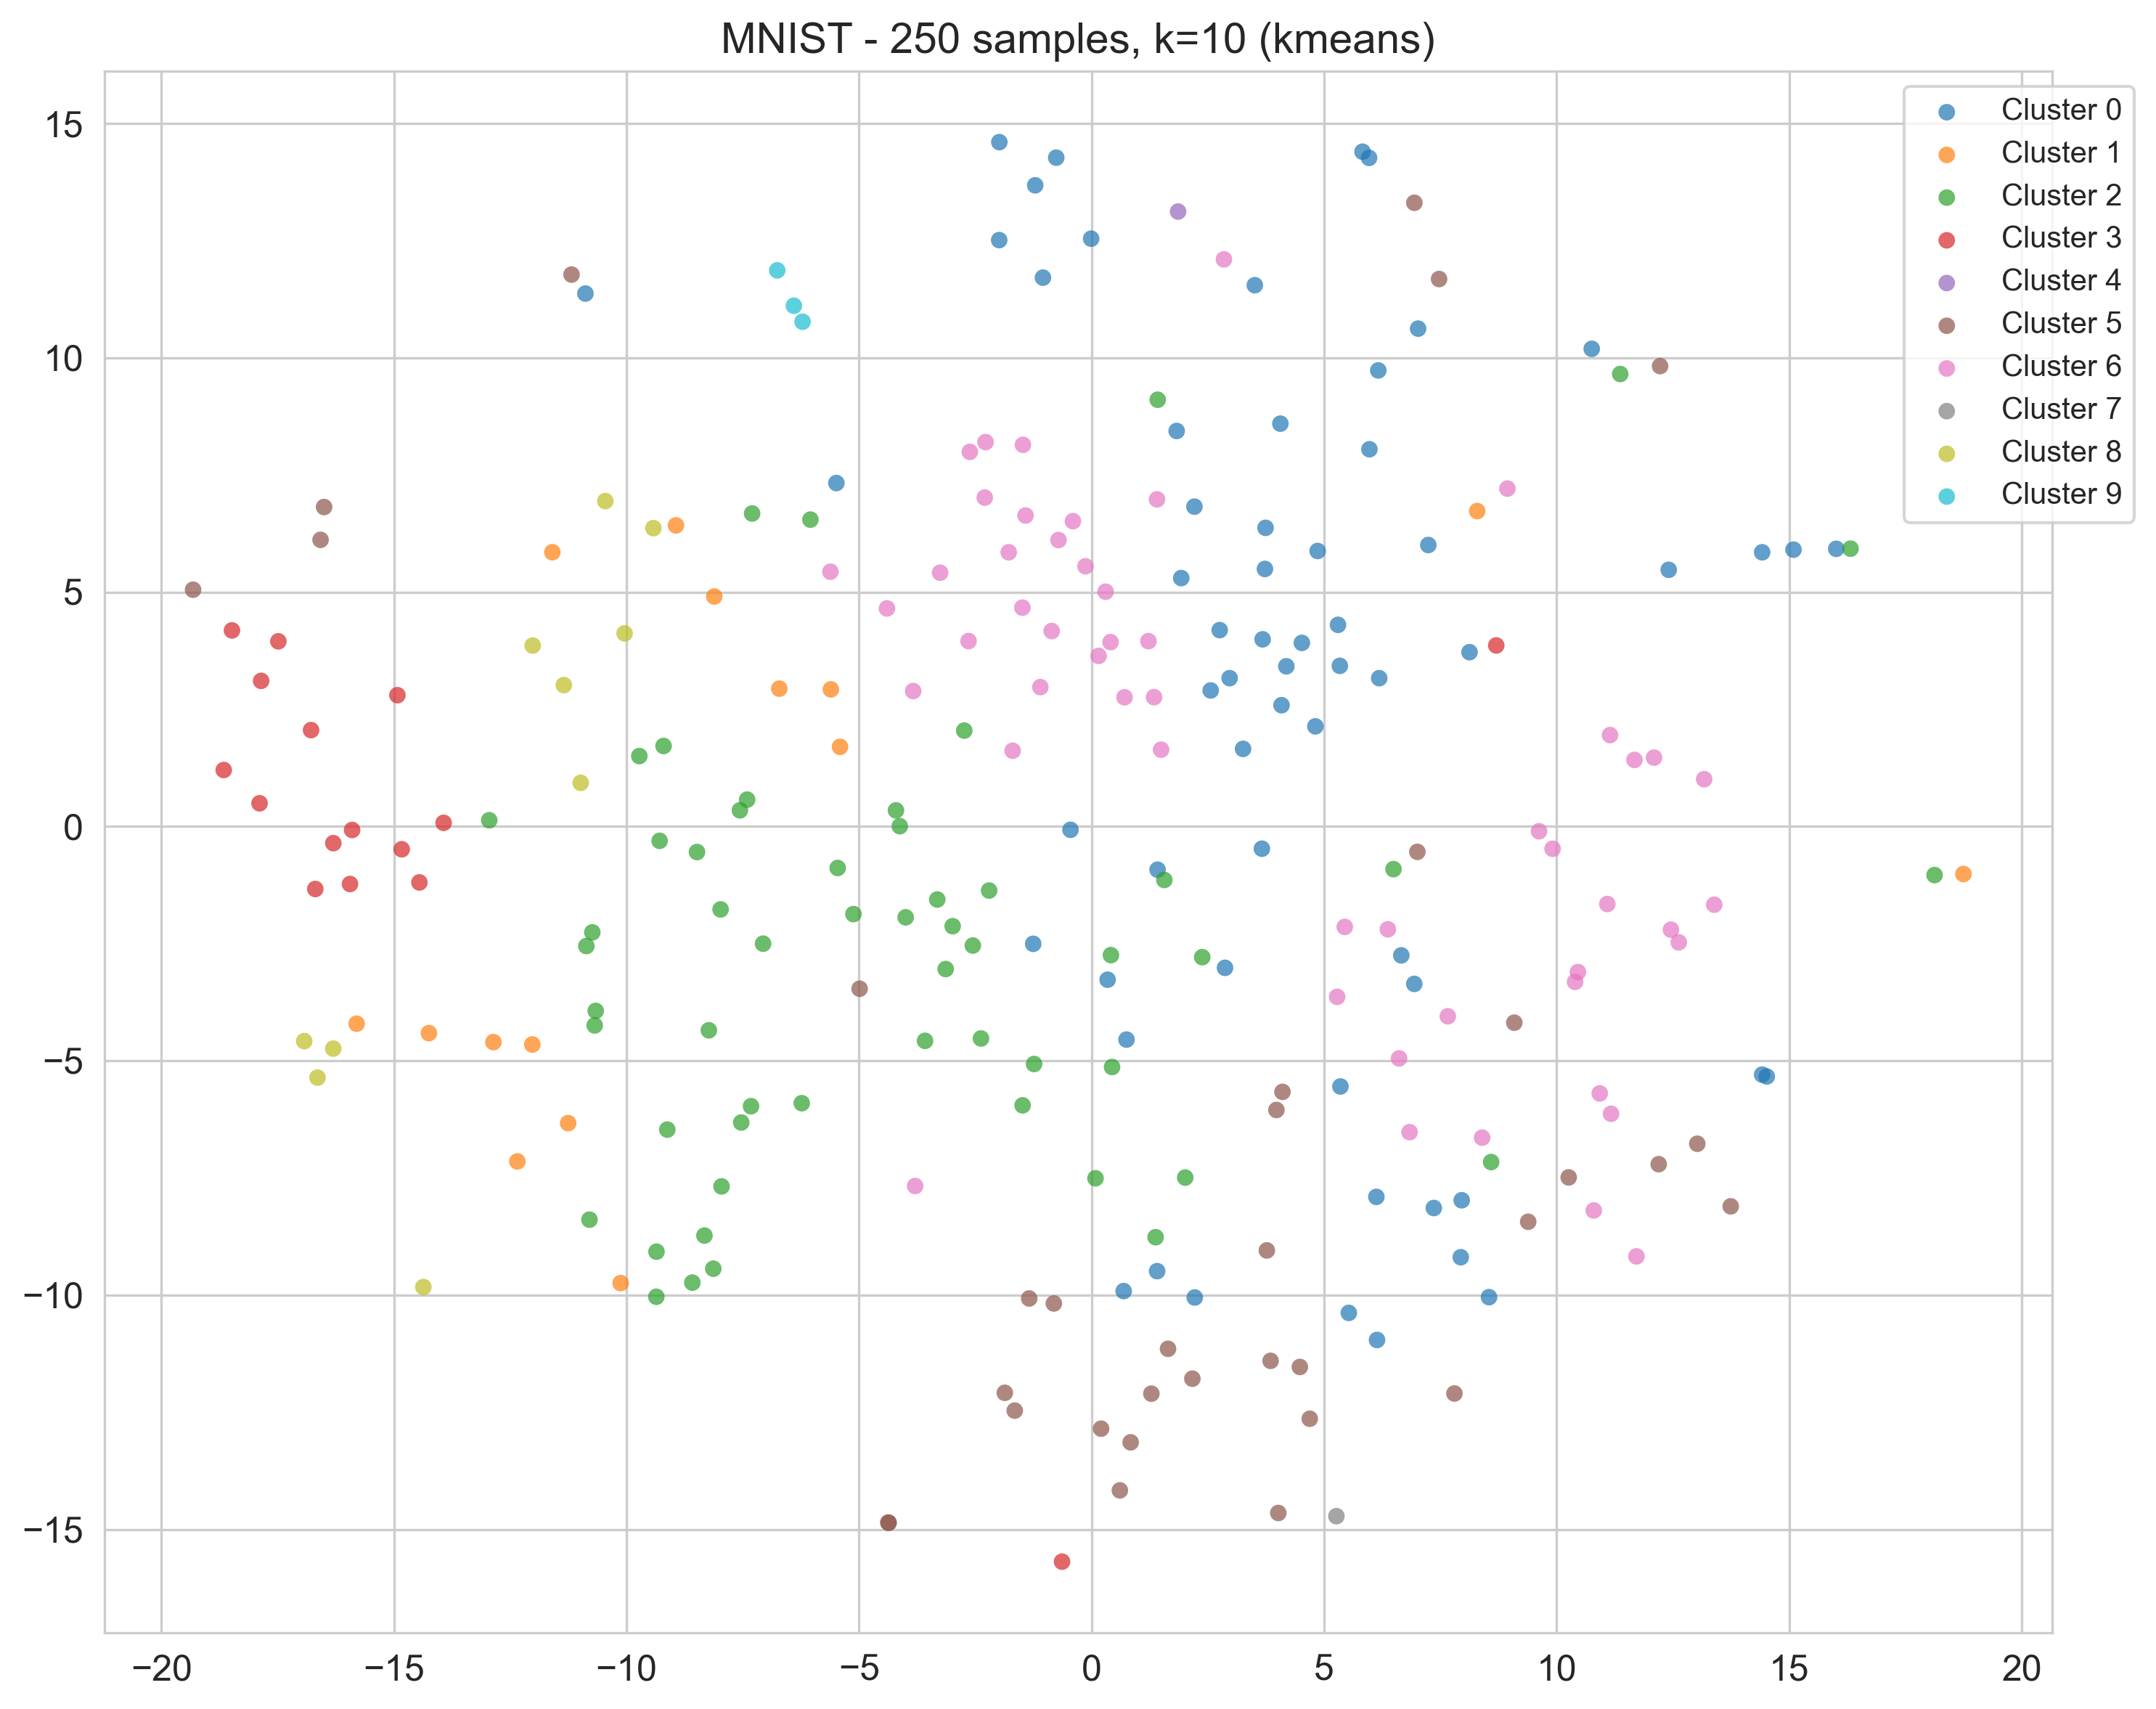 MNIST - 250 samples, k=10 (kmeans)
15
10
5
0
−5
−10
−15
−20
−15
−10
−5
0
5
10
15
20
Cluster 0
Cluster 1
Cluster 2
Cluster 3
Cluster 4
Cluster 5
Cluster 6
Cluster 7
Cluster 8
Cluster 9